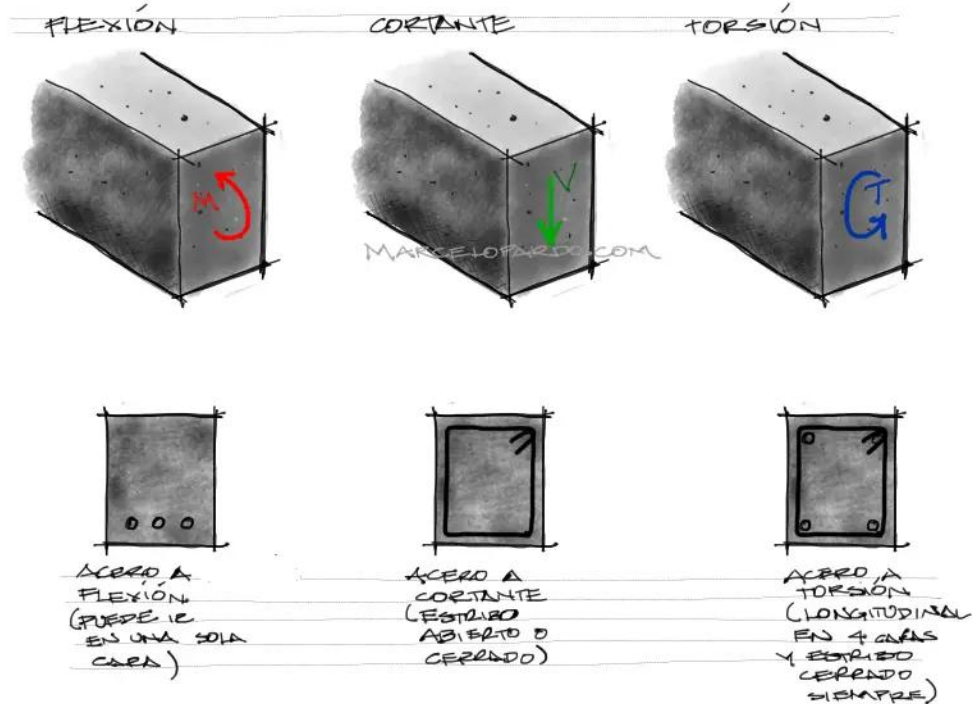 FLEXIÓN
CORTANTE
TORSIÓN
M
V
T
MARCELOPARDO.COM
ACERO A
FLEXIÓN
(PUEDE IR
EN UNA SOLA
CARA)
ACERO A
CORTANTE
(ESTRIBO
ABIERTO O
CERRADO)
ACERO A
TORSIÓN
(LONGITUDINAL
EN 4 CARAS
Y ESTRIBO
CERRADO
SIEMPRE)